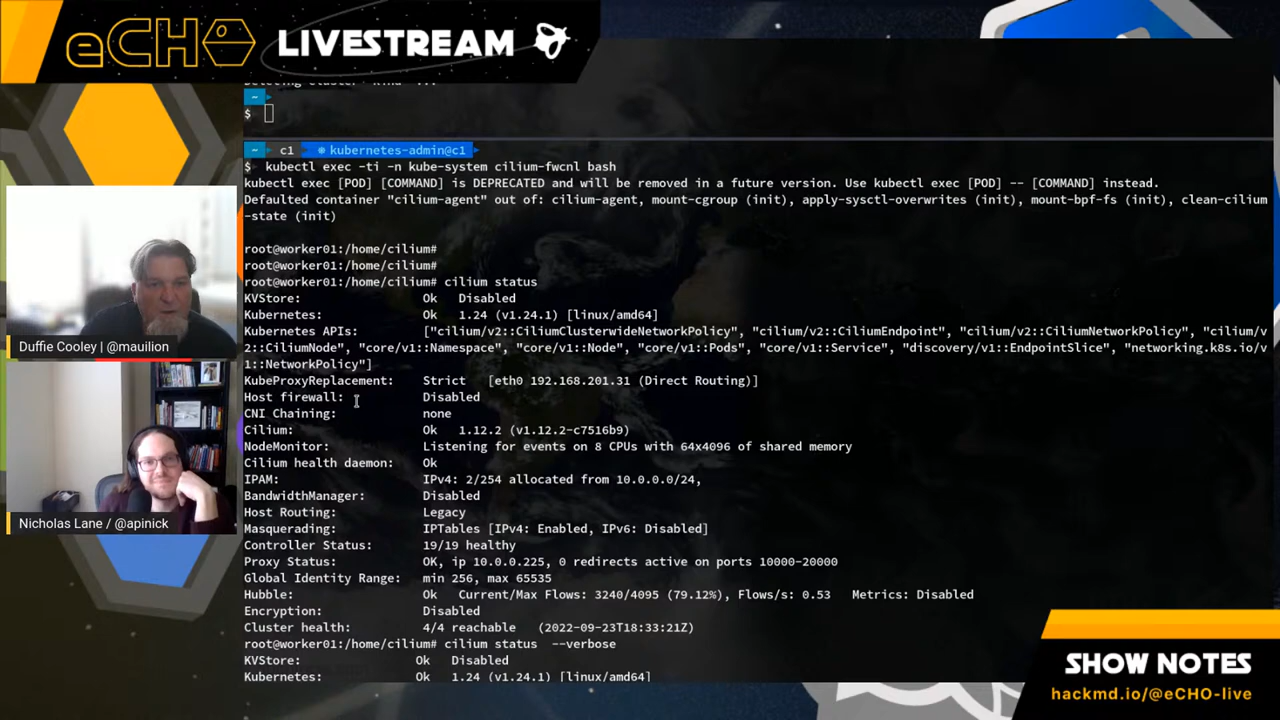 eCHO LIVESTREAM
Deleting cluster "kind" ...
~
$
~ c1 kubernetes-admin@c1
$ kubectl exec -ti -n kube-system cilium-fwcnl bash
kubectl exec [POD] [COMMAND] is DEPRECATED and will be removed in a future version. Use kubectl exec [POD] -- [COMMAND] instead.
Defaulted container "cilium-agent" out of: cilium-agent, mount-cgroup (init), apply-sysctl-overwrites (init), mount-bpf-fs (init), clean-cilium
-state (init)
root@worker01:/home/cilium#
root@worker01:/home/cilium#
root@worker01:/home/cilium# cilium status
KVStore: Ok Disabled
Kubernetes: Ok 1.24 (v1.24.1) [linux/amd64]
Kubernetes APIs: ["cilium/v2::CiliumClusterwideNetworkPolicy", "cilium/v2::CiliumEndpoint", "cilium/v2::CiliumNetworkPolicy", "cilium/v
2::CiliumNode", "core/v1::Namespace", "core/v1::Node", "core/v1::Pods", "core/v1::Service", "discovery/v1::EndpointSlice", "networking.k8s.io/v
1::NetworkPolicy"]
KubeProxyReplacement: Strict [eth0 192.168.201.31 (Direct Routing)]
Host firewall: Disabled
CNI Chaining: none
Cilium: Ok 1.12.2 (v1.12.2-c7516b9)
NodeMonitor: Listening for events on 8 CPUs with 64x4096 of shared memory
Cilium health daemon: Ok
IPAM: IPv4: 2/254 allocated from 10.0.0.0/24,
BandwidthManager: Disabled
Host Routing: Legacy
Masquerading: IPTables [IPv4: Enabled, IPv6: Disabled]
Controller Status: 19/19 healthy
Proxy Status: OK, ip 10.0.0.225, 0 redirects active on ports 10000-20000
Global Identity Range: min 256, max 65535
Hubble: Ok Current/Max Flows: 3240/4095 (79.12%), Flows/s: 0.53 Metrics: Disabled
Encryption: Disabled
Cluster health: 4/4 reachable (2022-09-23T18:33:21Z)
root@worker01:/home/cilium# cilium status --verbose
KVStore: Ok Disabled
Kubernetes: Ok 1.24 (v1.24.1) [linux/amd64]
Duffie Cooley | @mauilion
Nicholas Lane / @apinick
SHOW NOTES
hackmd.io/@eCHO-live